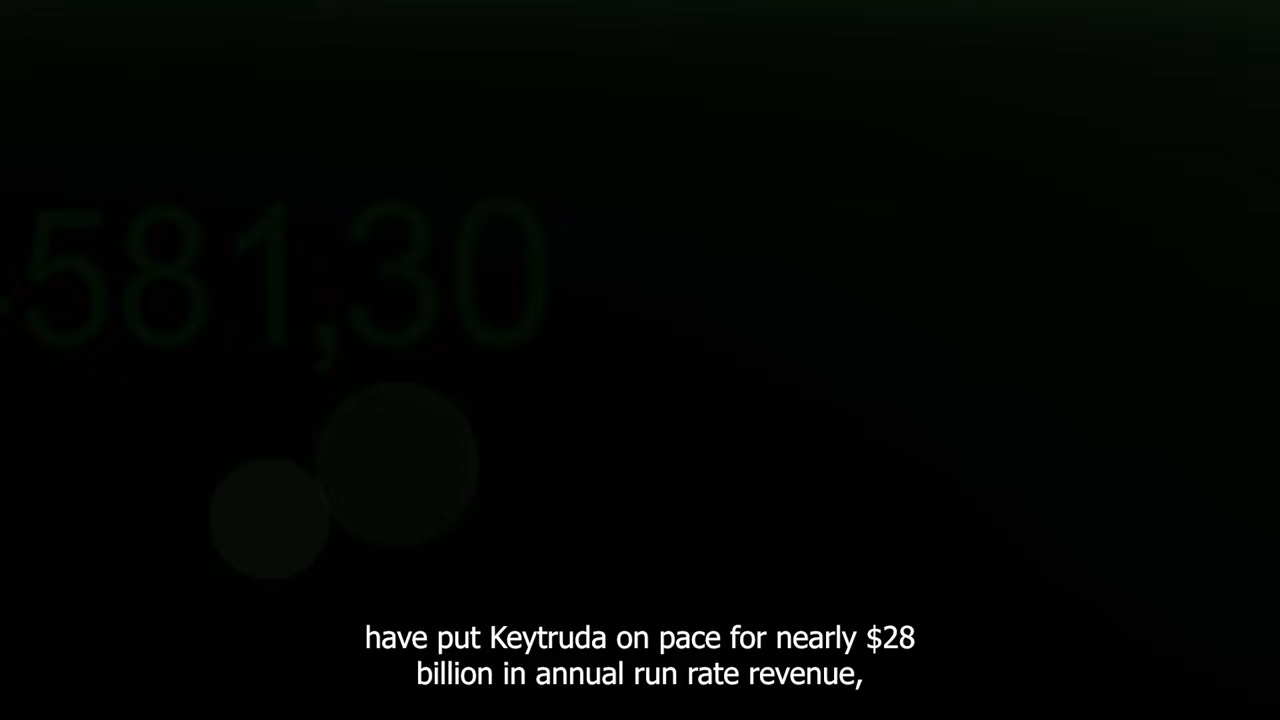 581,30
have put Keytruda on pace for nearly $28
billion in annual run rate revenue,